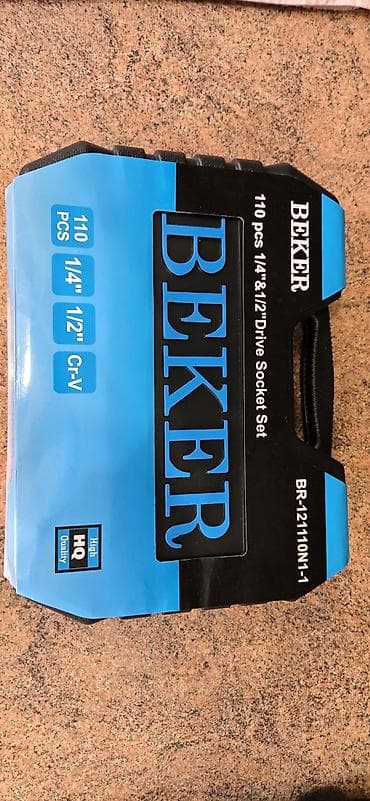 BEKER
BR-121110N1-1
110 pcs 1/4"&1/2"Drive Socket Set
BEKER
110 PCS
1/4"
1/2"
Cr-V
High
HQ
Quality